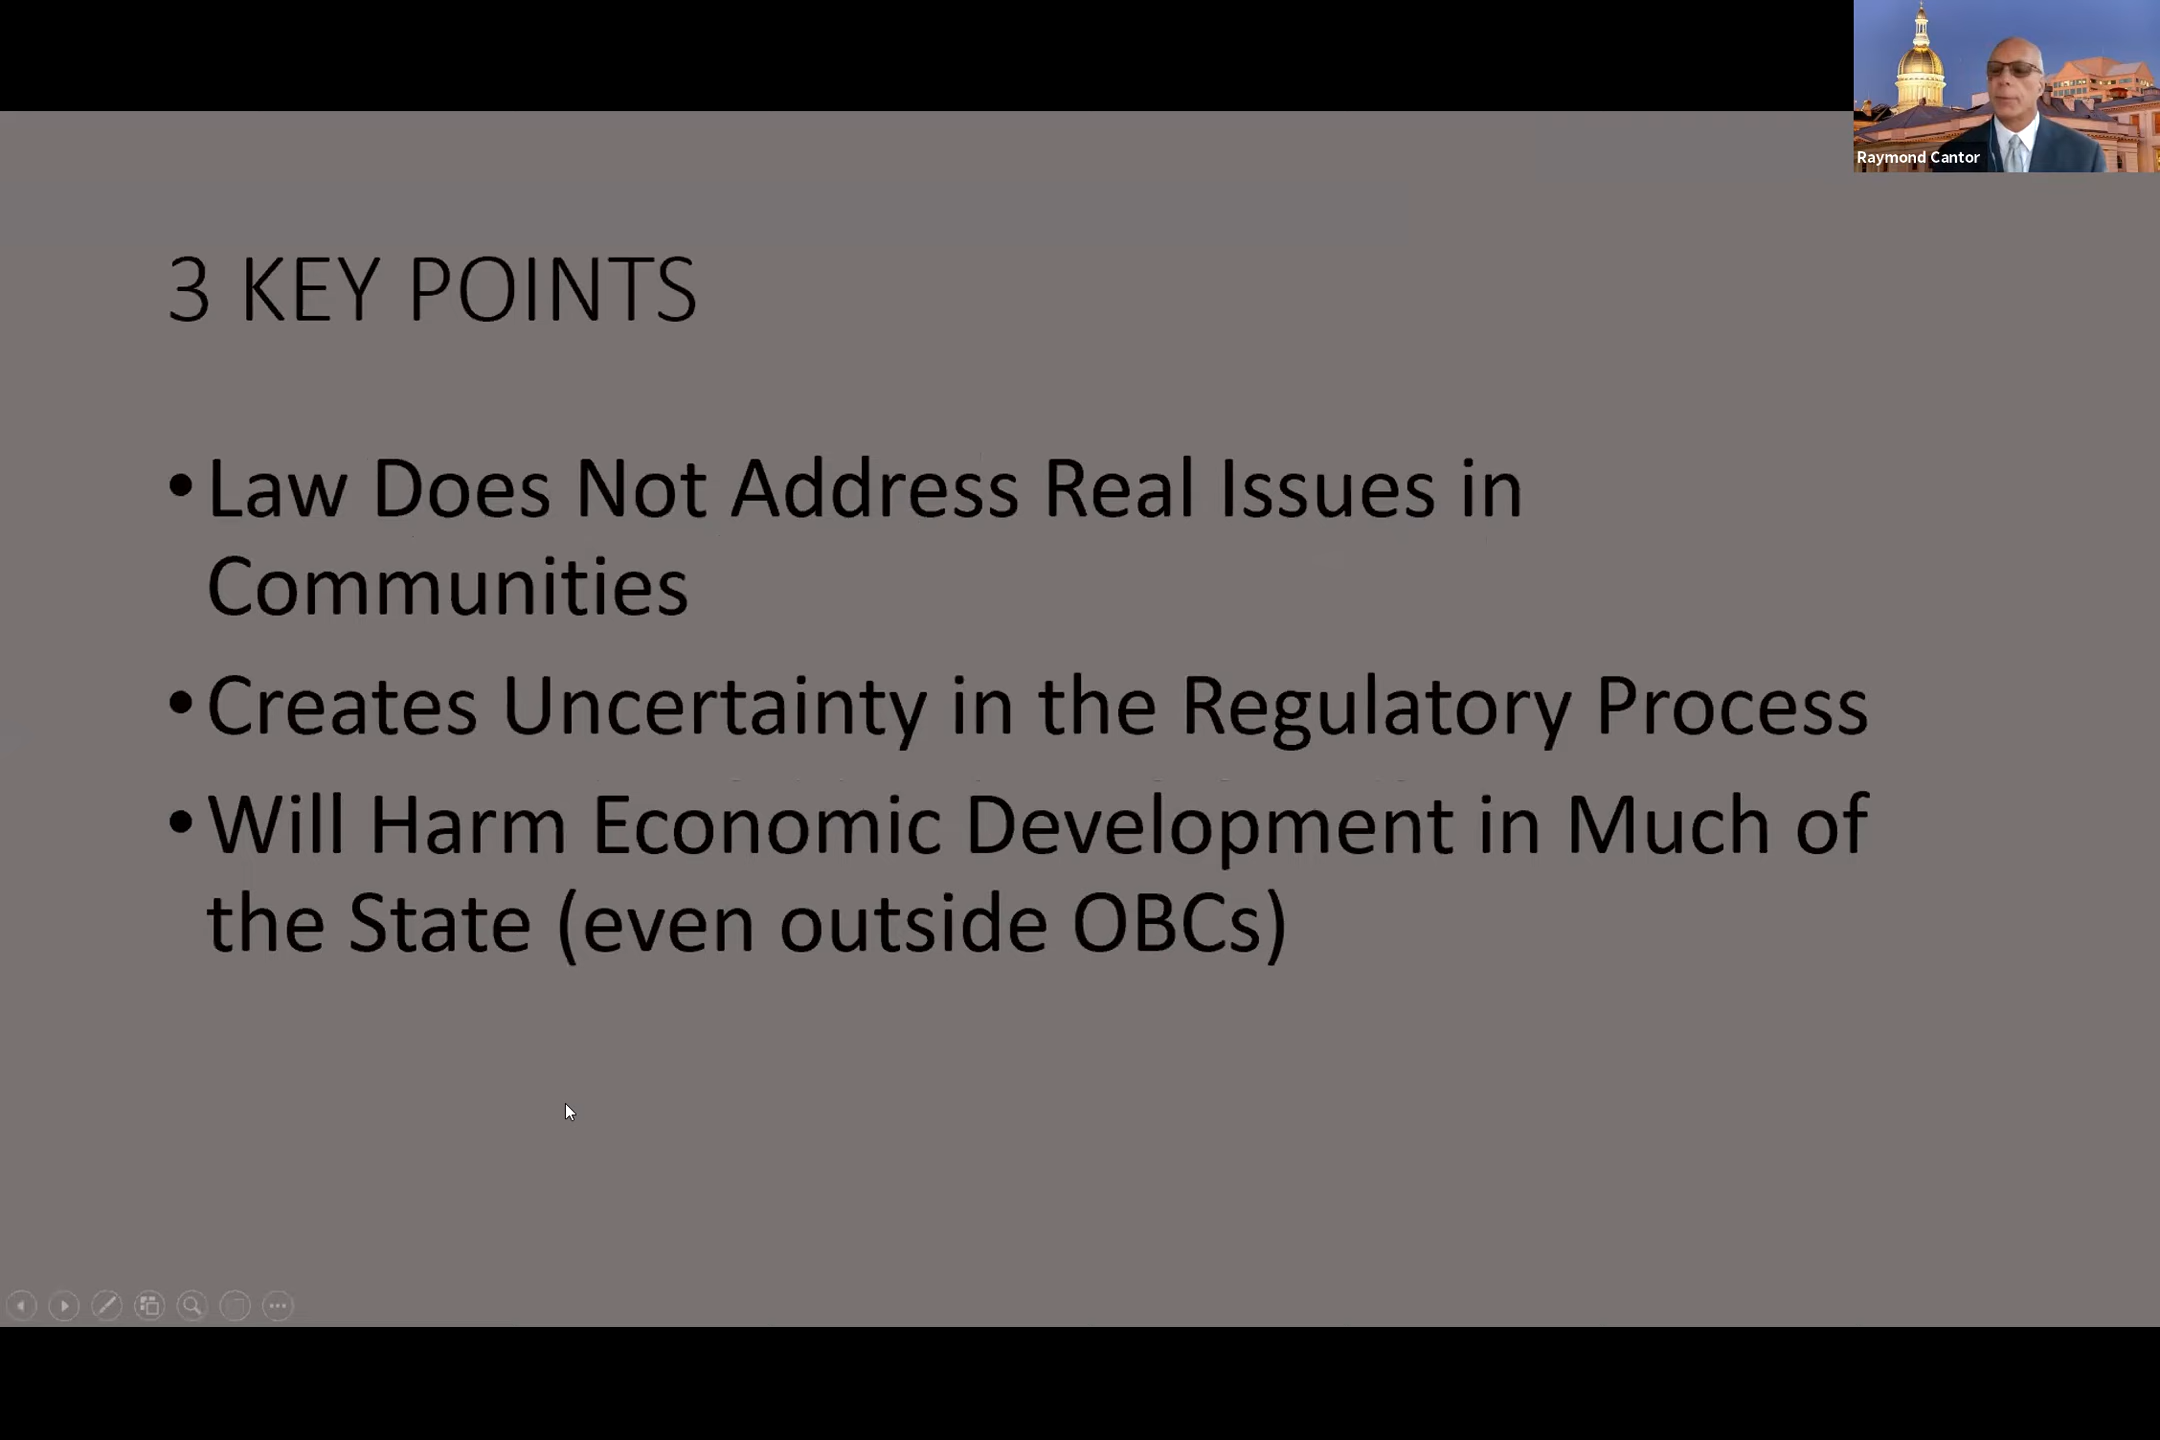 Raymond Cantor
3 KEY POINTS
•Law Does Not Address Real Issues in
Communities
•Creates Uncertainty in the Regulatory Process
•Will Harm Economic Development in Much of
the State (even outside OBCs)